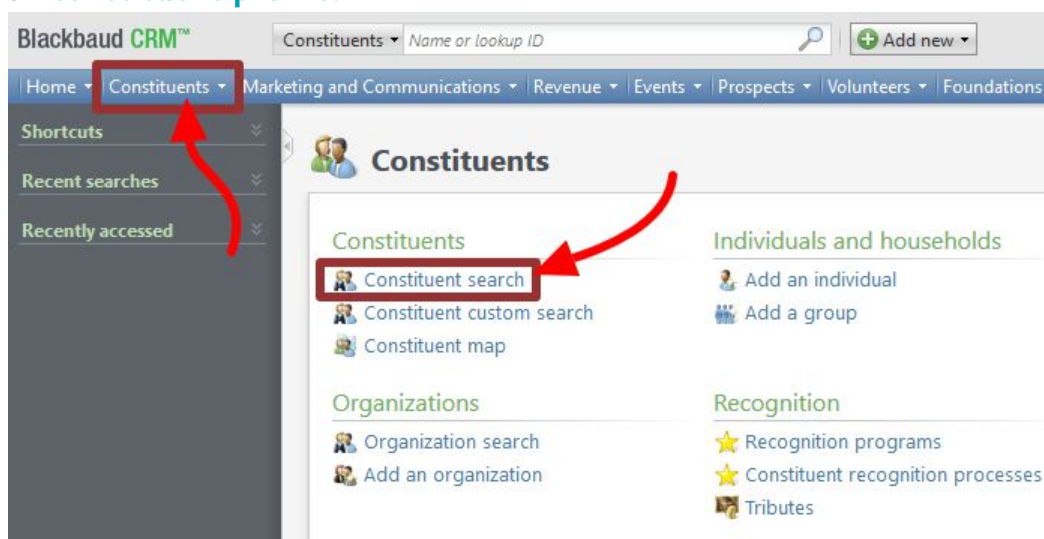 Blackbaud CRM™
Constituents Name or lookup ID
Add new
Home Constituents Marketing and Communications Revenue Events Prospects Volunteers Foundations
Shortcuts
Recent searches
Recently accessed
Constituents
Constituents
Constituent search
Constituent custom search
Constituent map
Individuals and households
Add an individual
Add a group
Organizations
Organization search
Add an organization
Recognition
Recognition programs
Constituent recognition processes
Tributes